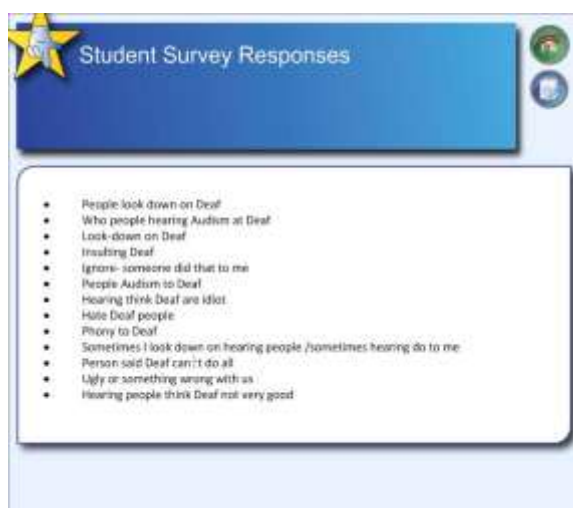 Student Survey Responses
• People look down on Deaf
• Who people hearing Audism at Deaf
• Look-down on Deaf
• Insulting Deaf
• Ignore- someone did that to me
• People Audism to Deaf
• Hearing think Deaf are idiot
• Hate Deaf people
• Phony to Deaf
• Sometimes I look down on hearing people /sometimes hearing do to me
• Person said Deaf can't do all
• Ugly or something wrong with us
• Hearing people think Deaf not very good